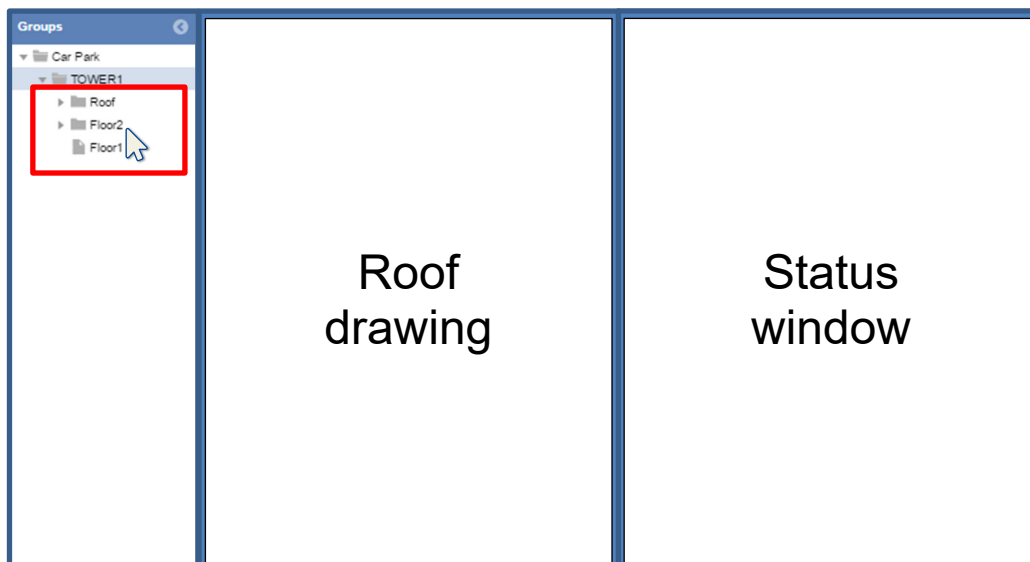 Groups
Car Park
TOWER1
Roof
Floor2
Floor1
Roof
drawing
Status
window